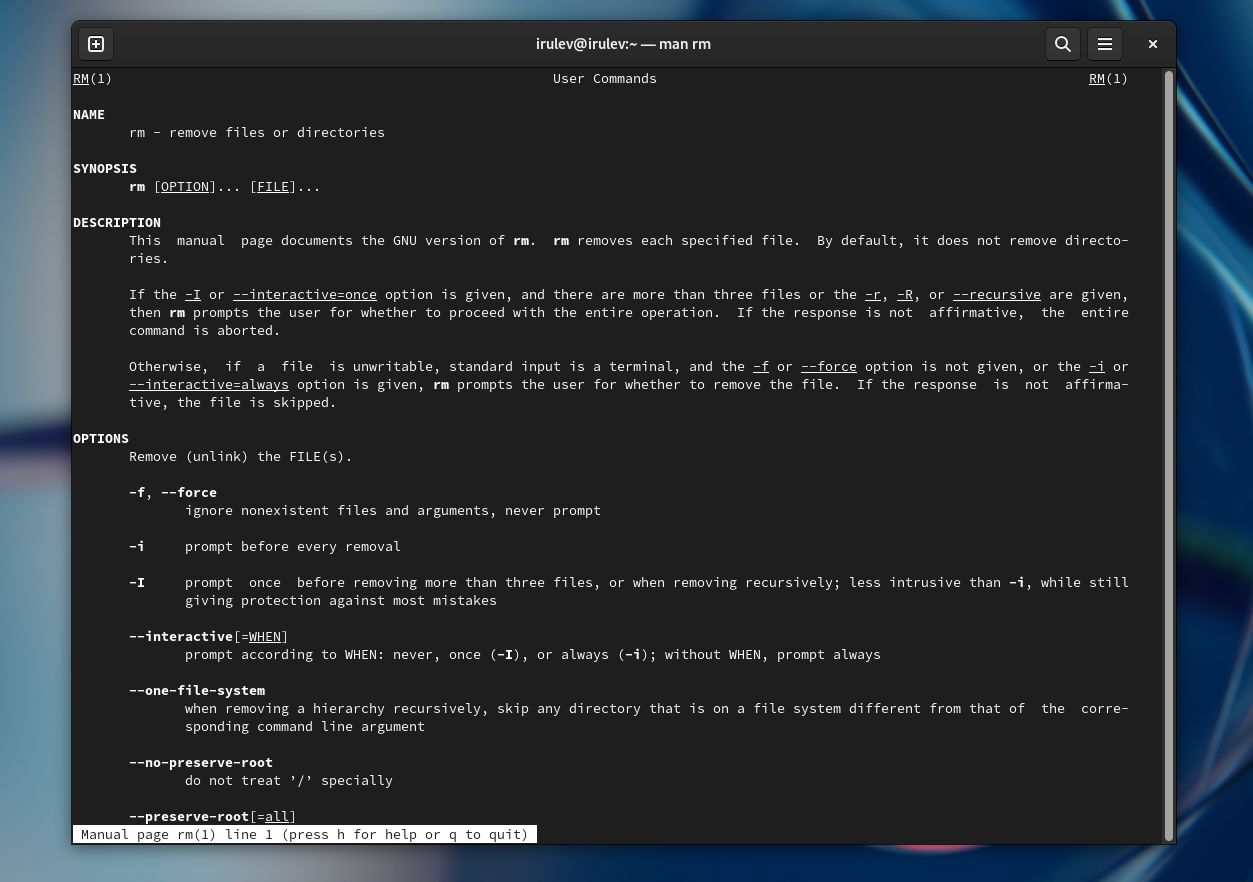 irulev@irulev:~ — man rm
RM(1) User Commands RM(1)
NAME
rm - remove files or directories
SYNOPSIS
rm [OPTION]... [FILE]...
DESCRIPTION
This manual page documents the GNU version of rm. rm removes each specified file. By default, it does not remove directo-
ries.
If the -I or --interactive=once option is given, and there are more than three files or the -r, -R, or --recursive are given,
then rm prompts the user for whether to proceed with the entire operation. If the response is not affirmative, the entire
command is aborted.
Otherwise, if a file is unwritable, standard input is a terminal, and the -f or --force option is not given, or the -i or
--interactive=always option is given, rm prompts the user for whether to remove the file. If the response is not affirma-
tive, the file is skipped.
OPTIONS
Remove (unlink) the FILE(s).
-f, --force
ignore nonexistent files and arguments, never prompt
-i prompt before every removal
-I prompt once before removing more than three files, or when removing recursively; less intrusive than -i, while still
giving protection against most mistakes
--interactive[=WHEN]
prompt according to WHEN: never, once (-I), or always (-i); without WHEN, prompt always
--one-file-system
when removing a hierarchy recursively, skip any directory that is on a file system different from that of the corre-
sponding command line argument
--no-preserve-root
do not treat ’/’ specially
--preserve-root[=all]
Manual page rm(1) line 1 (press h for help or q to quit)